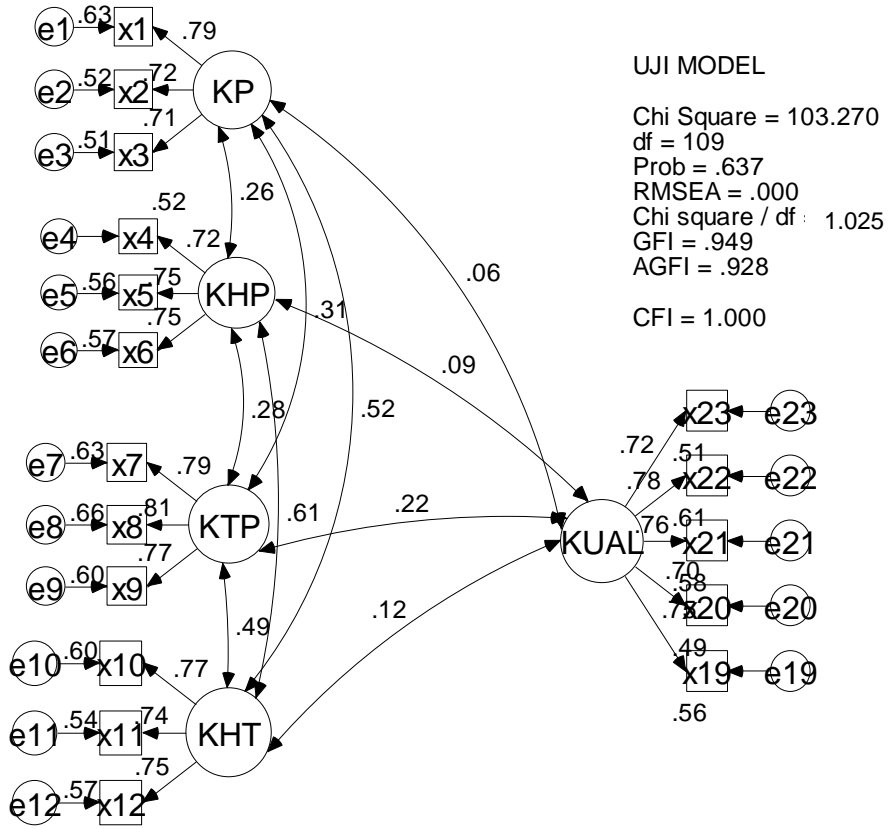 UJI MODEL
Chi Square = 103.270
df = 109
Prob = .637
RMSEA = .000
Chi square / df : 1.025
GFI = .949
AGFI = .928
CFI = 1.000
e1 .63 x1 .79
e2 .52 x2 .72 KP
e3 .51 x3 .71
.26
e4 .52 x4 .72
e5 .56 x5 .75 KHP
e6 .57 x6 .75
.31
.06
.09
.28
.52
e7 .63 x7 .79
e8 .66 x8 .81 KTP
e9 .60 x9 .77
.61
.22
.49
.12
e10 .60 x10 .77
e11 .54 x11 .74 KHT
e12 .57 x12 .75
KUAL
.72 x23 e23
.51
.78 x22 e22
.61
.76 x21 e21
.58
.70 x20 e20
.49
x19 e19
.56